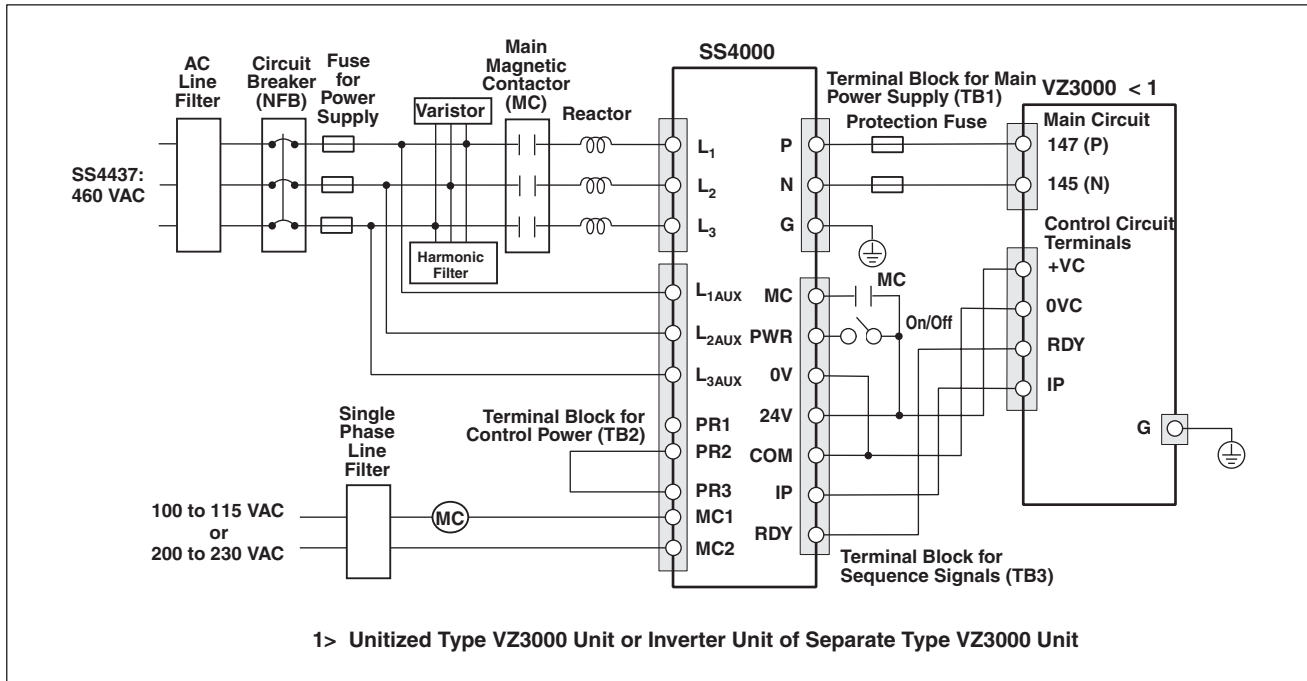 SS4000
AC
Line
Filter
Circuit
Breaker
(NFB)
Fuse
for
Power
Supply
Main
Magnetic
Contactor
(MC)
Varistor
Reactor
Terminal Block for Main
Power Supply (TB1)
VZ3000 < 1
Protection Fuse
Main Circuit
SS4437:
460 VAC
L1
L2
L3
P
N
G
147 (P)
145 (N)
Harmonic
Filter
Control Circuit
Terminals
L1AUX
L2AUX
L3AUX
MC
PWR
0V
24V
COM
IP
RDY
MC
On/Off
+VC
0VC
RDY
IP
G
Terminal Block for
Control Power (TB2)
PR1
PR2
PR3
MC1
MC2
Single
Phase
Line
Filter
100 to 115 VAC
or
200 to 230 VAC
MC
Terminal Block for
Sequence Signals (TB3)
1> Unitized Type VZ3000 Unit or Inverter Unit of Separate Type VZ3000 Unit